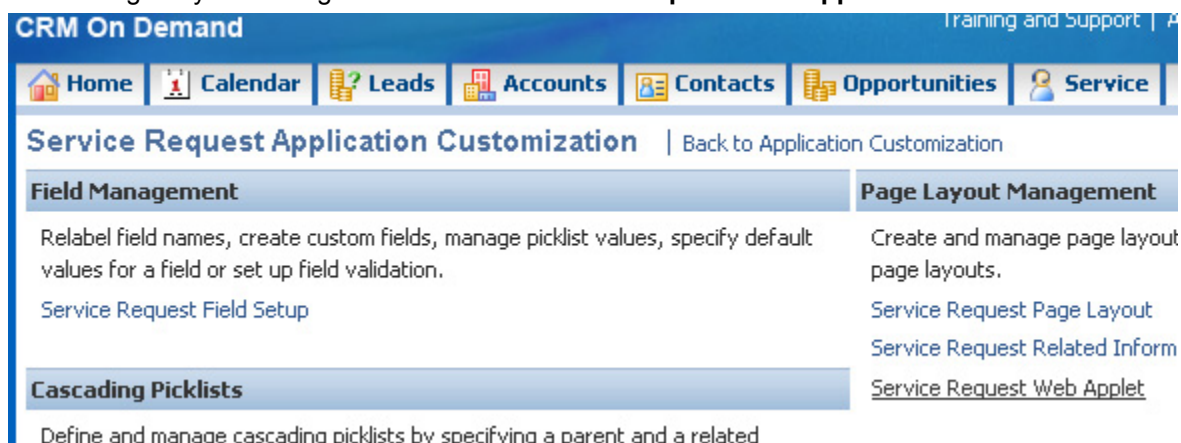 CRM On Demand
Training and Support |
Home Calendar Leads Accounts Contacts Opportunities Service
Service Request Application Customization | Back to Application Customization
Field Management
Relabel field names, create custom fields, manage picklist values, specify default
values for a field or set up field validation.
Service Request Field Setup
Cascading Picklists
Define and manage cascading picklists by specifying a parent and a related
Page Layout Management
Create and manage page layout
page layouts.
Service Request Page Layout
Service Request Related Inform
Service Request Web Applet